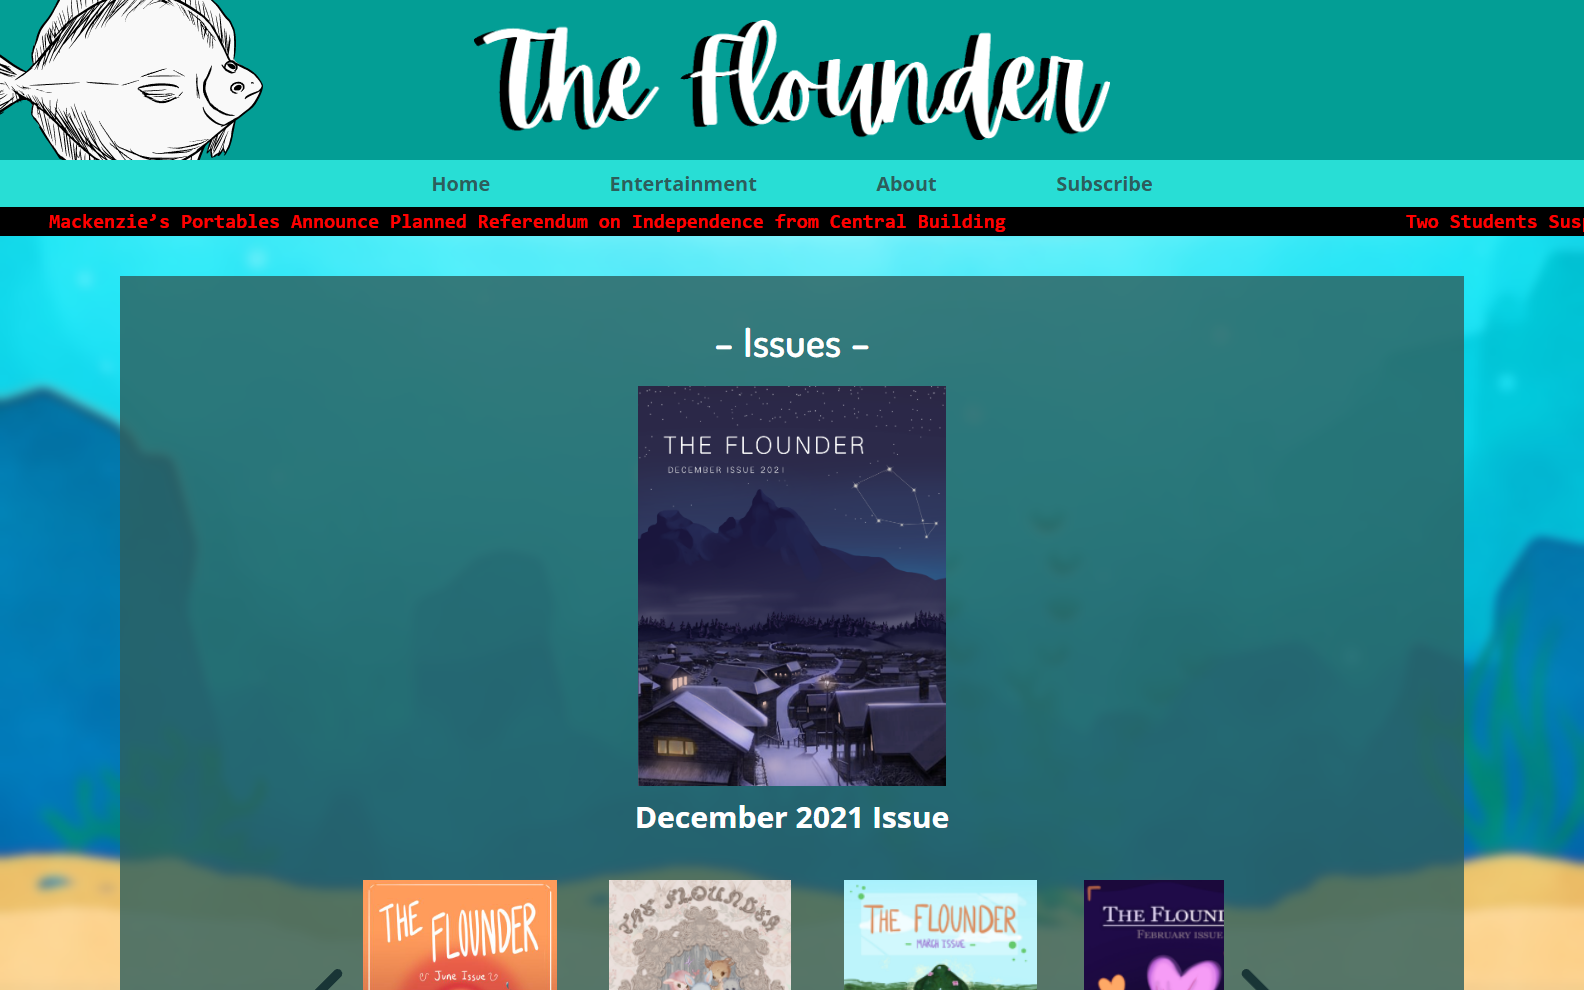 The Flounder
Home Entertainment About Subscribe
Mackenzie’s Portables Announce Planned Referendum on Independence from Central Building Two Students
– Issues –
THE FLOUNDER
DECEMBER ISSUE 2021
December 2021 Issue
THE FLOUNDER
June Issue
THE FLOUNDER
THE FLOUNDER
– MARCH ISSUE –
THE
FEBRUARY ISSUE